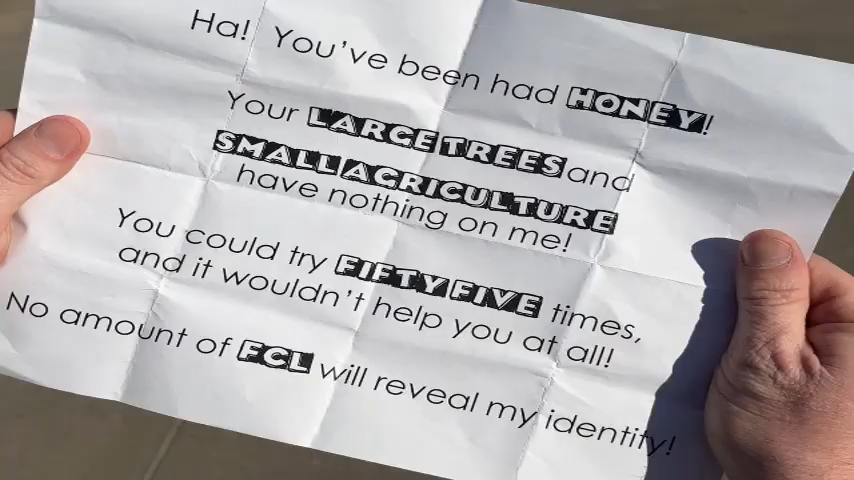 Ha! You've been had HONEY!
Your LARGE TREES and
SMALL AGRICULTURE
have nothing on me!
You could try FIFTY FIVE times,
and it wouldn't help you at all!
No amount of FCL will reveal my identity!